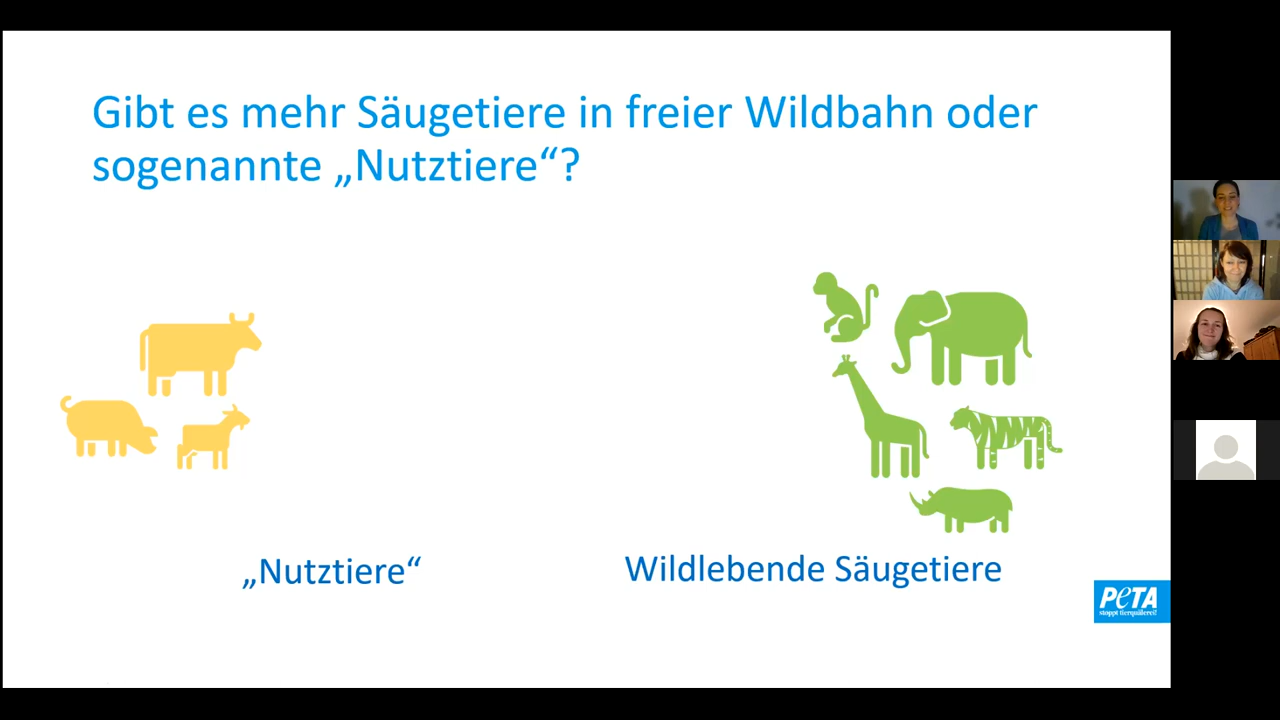 Gibt es mehr Säugetiere in freier Wildbahn oder
sogenannte „Nutztiere“?
„Nutztiere“
Wildlebende Säugetiere
PeTA
stoppt tierquälerei!